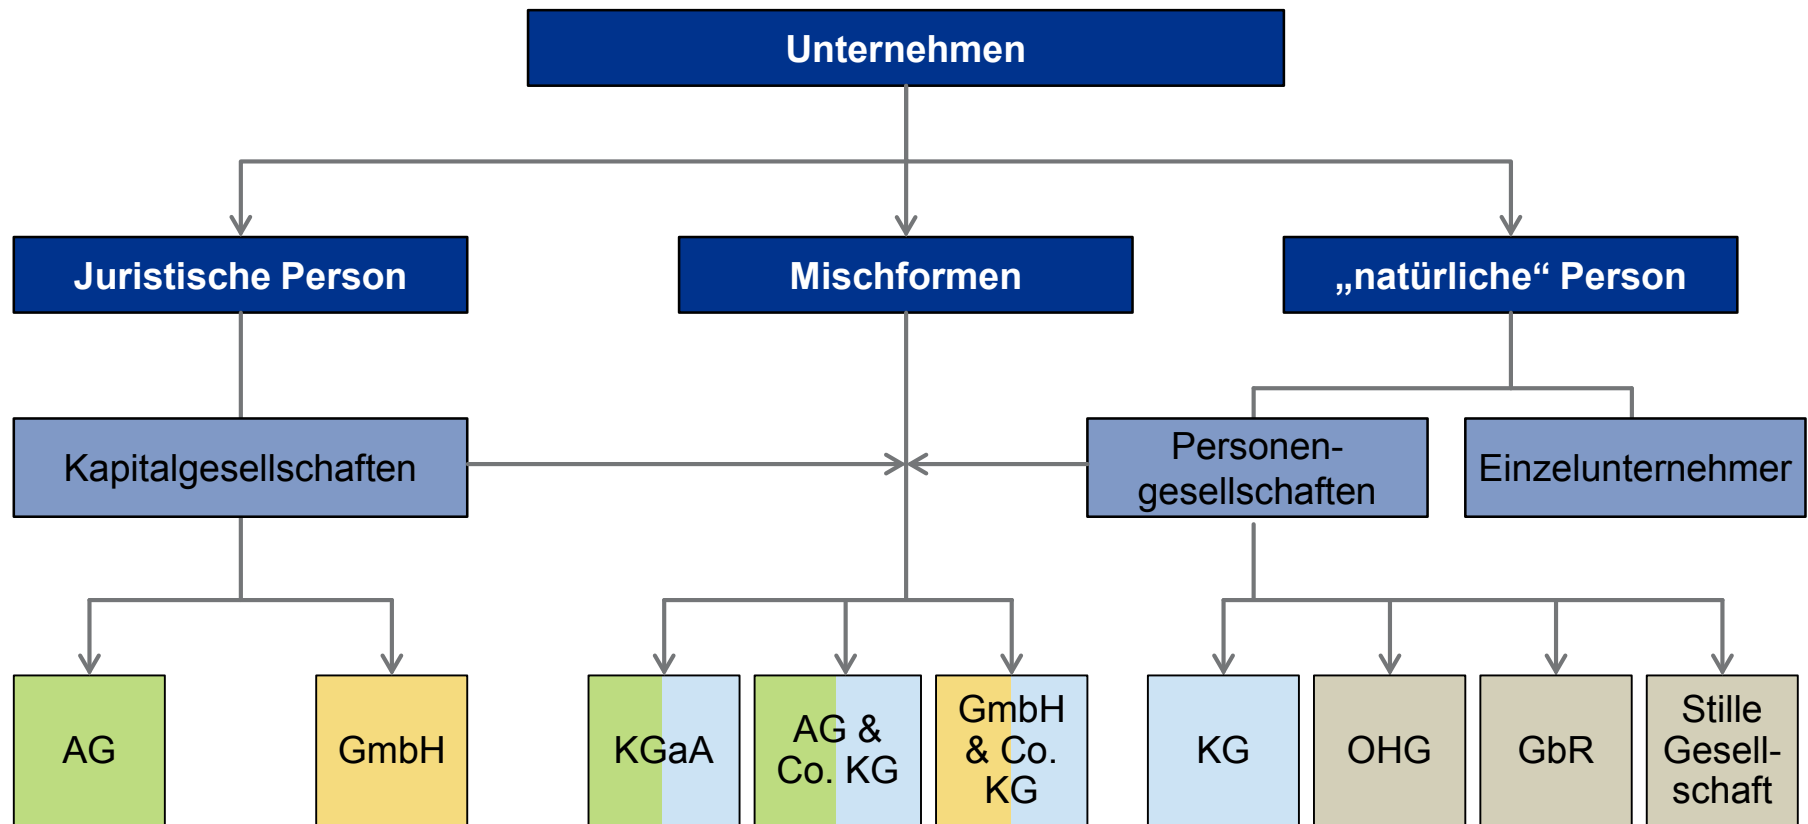 Unternehmen
Juristische Person
Mischformen
„natürliche“ Person
Kapitalgesellschaften
Personen-
gesellschaften
Einzelunternehmer
AG
GmbH
KGaA
AG &
Co. KG
GmbH
& Co.
KG
KG
OHG
GbR
Stille
Gesell-
schaft